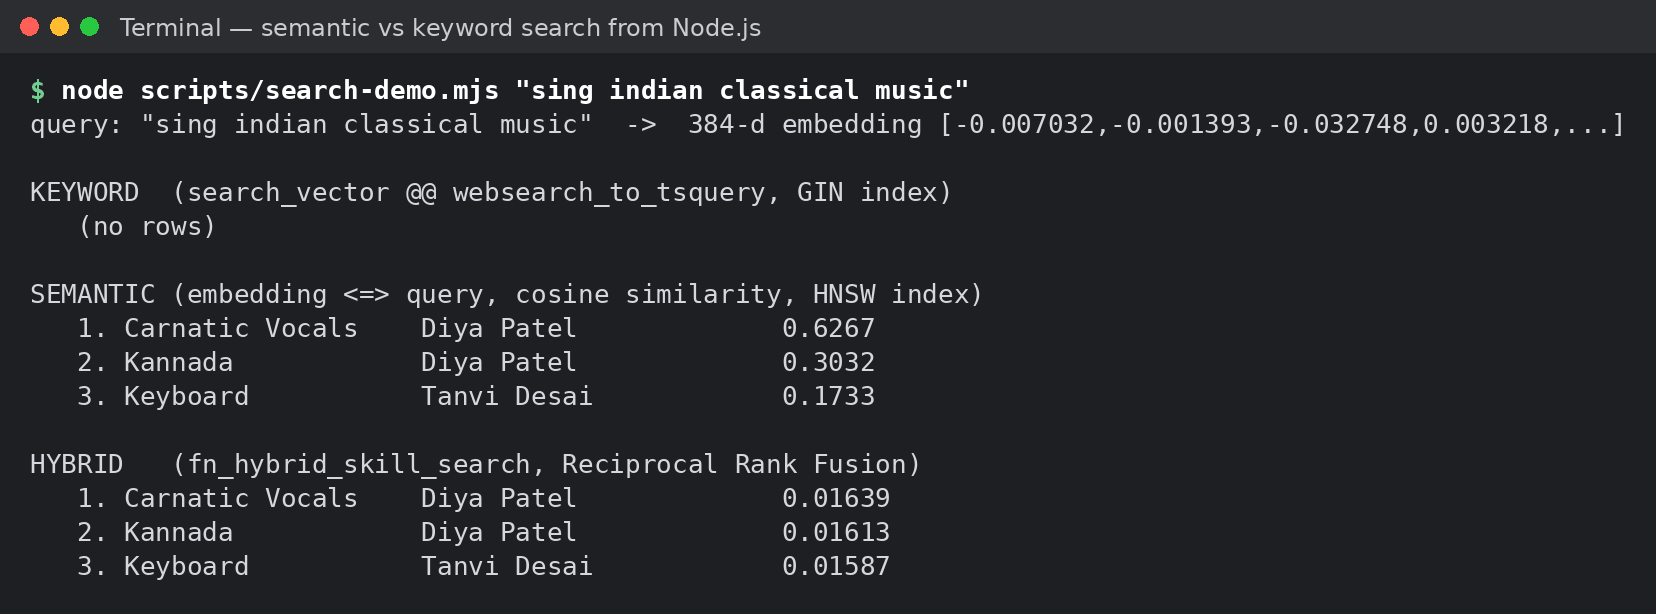 Terminal — semantic vs keyword search from Node.js
$ node scripts/search-demo.mjs "sing indian classical music"
query: "sing indian classical music"  ->  384-d embedding [-0.007032,-0.001393,-0.032748,0.003218,...]
KEYWORD  (search_vector @@ websearch_to_tsquery, GIN index)
(no rows)
SEMANTIC (embedding <=> query, cosine similarity, HNSW index)
1. Carnatic Vocals    Diya Patel             0.6267
2. Kannada            Diya Patel             0.3032
3. Keyboard           Tanvi Desai            0.1733
HYBRID   (fn_hybrid_skill_search, Reciprocal Rank Fusion)
1. Carnatic Vocals    Diya Patel             0.01639
2. Kannada            Diya Patel             0.01613
3. Keyboard           Tanvi Desai            0.01587